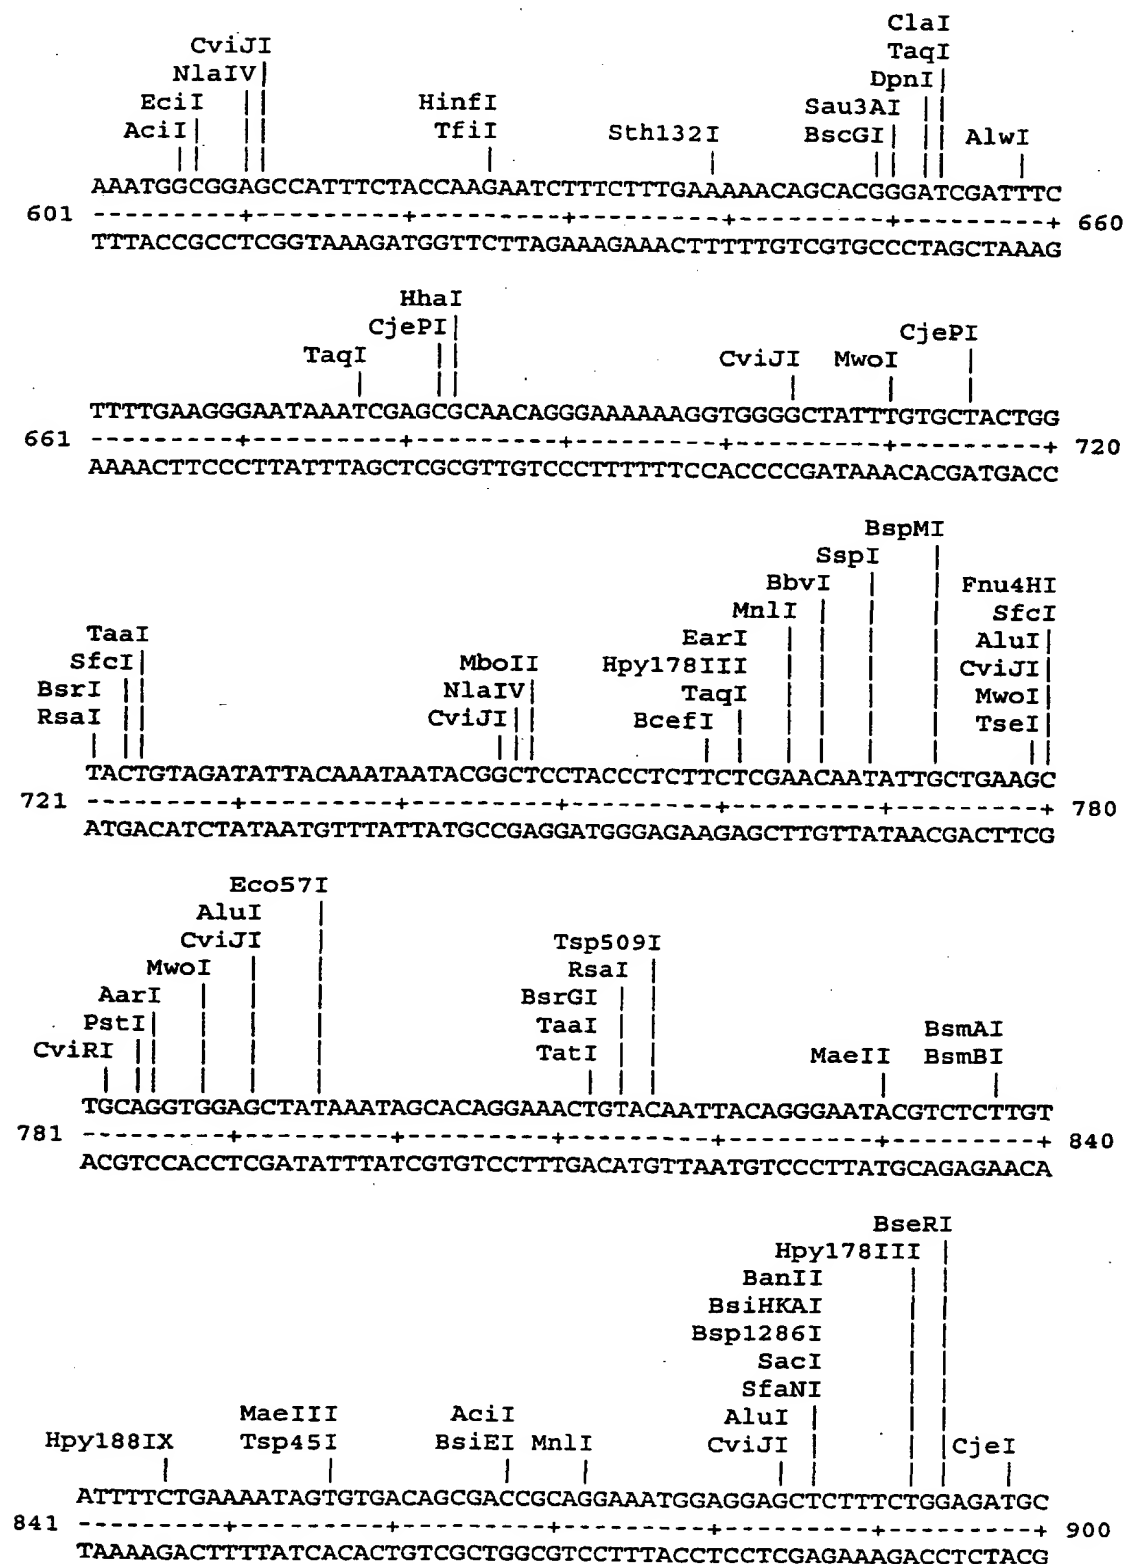 ClaI
CviJI TaqI
NlaIV| DpnI|
EciI || HinfI Sau3AI ||
AciI| || TfiI Sth132I BscGI| || AlwI
|| || | | || || |
AAATGGCGGAGCCATTTCTACCAAGAATCTTTCTTTGAAAAACAGCACGGGATCGATTTC
601 ---------+---------+---------+---------+---------+---------+ 660
TTTACCGCCTCGGTAAAGATGGTTCTTAGAAAGAAACTTTTTGTCGTGCCCTAGCTAAAG
HhaI
CjePI| CjePI
TaqI || CviJI MwoI |
| || | | |
TTTTGAAGGGAATAAATCGAGCGCAACAGGGAAAAAAGGTGGGGCTATTTGTGCTACTGG
661 ---------+---------+---------+---------+---------+---------+ 720
AAAACTTCCCTTATTTAGCTCGCGTTGTCCCTTTTTTCCACCCCGATAAACACGATGACC
BspMI
SspI |
BbvI | | Fnu4HI
MnlI | | | SfcI
TaaI EarI | | | | AluI|
SfcI| MboII Hpy178III | | | | CviJI|
BsrI || NlaIV| TaqI | | | | MwoI|
RsaI || CviJI|| BcefI | | | | | TseI|
| || ||| | | | | | | ||
TACTGTAGATATTACAAATAATACGGCTCCTACCCTCTTCTCGAACAATATTGCTGAAGC
721 ---------+---------+---------+---------+---------+---------+ 780
ATGACATCTATAATGTTTATTATGCCGAGGATGGGAGAAGAGCTTGTTATAACGACTTCG
Eco57I
AluI |
CviJI | Tsp509I
MwoI | | RsaI |
AarI | | | BsrGI | |
PstI| | | | TaaI | | BsmAI
CviRI || | | | TatI | | MaeII BsmBI
| || | | | | | | | |
TGCAGGTGGAGCTATAAATAGCACAGGAAACTGTACAATTACAGGGAATACGTCTCTTGT
781 ---------+---------+---------+---------+---------+---------+ 840
ACGTCCACCTCGATATTTATCGTGTCCTTTGACATGTTAATGTCCCTTATGCAGAGAACA
BseRI
Hpy178III |
BanII | |
BsiHKAI | |
Bsp1286I | |
SacI | |
SfaNI | |
MaeIII AciI AluI | | |
Hpy188IX Tsp45I BsiEI MnlI CviJI | | |CjeI
| | | | | | | | |
ATTTTCTGAAAATAGTGTGACAGCGACCGCAGGAAATGGAGGAGCTCTTTCTGGAGATGC
841 ---------+---------+---------+---------+---------+---------+ 900
TAAAAGACTTTTATCACACTGTCGCTGGCGTCCTTTACCTCCTCGAGAAAGACCTCTACG